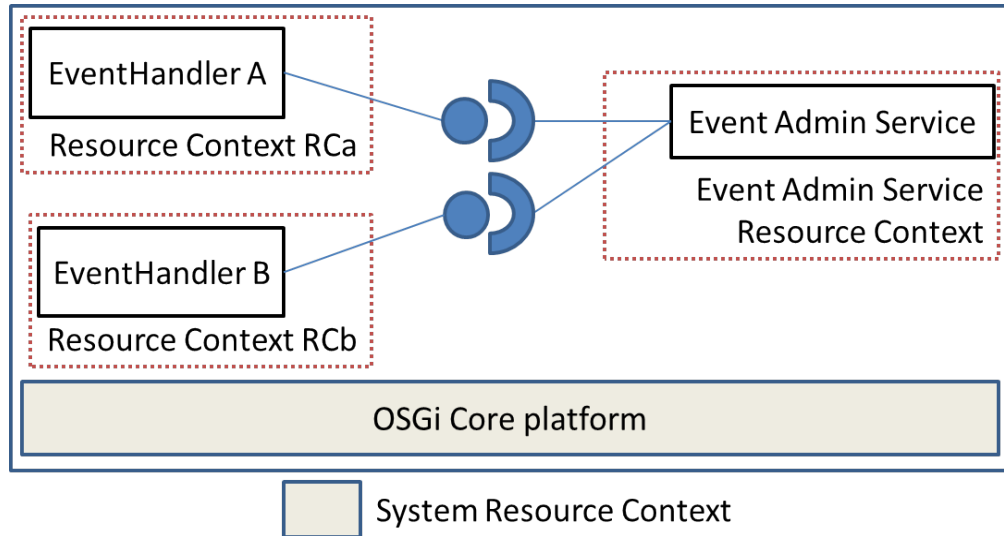 EventHandler A
Resource Context RCa
Event Admin Service
Event Admin Service
Resource Context
EventHandler B
Resource Context RCb
OSGi Core platform
System Resource Context